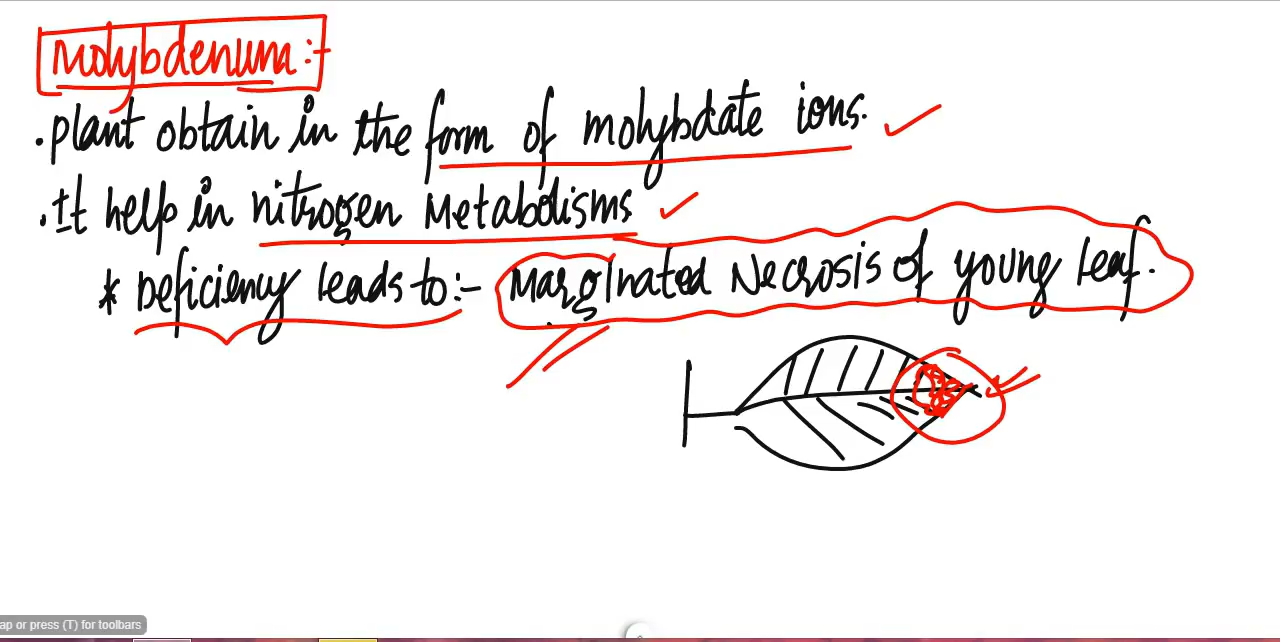 Molybdenum:-
. Plant obtain in the form of molybdate ions.
. It help in nitrogen Metabolisms
* Deficiency leads to:- Marginated Necrosis of young Leaf.
ap or press (T) for toolbars